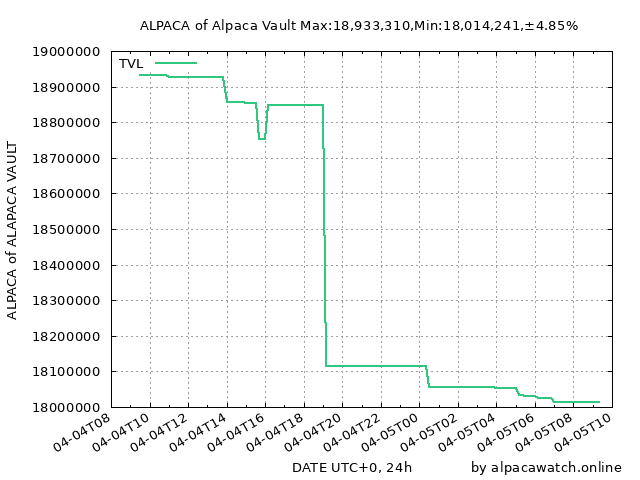 ALPACA of Alpaca Vault Max:18,933,310,Min:18,014,241,±4.85%
TVL
19000000
18900000
18800000
18700000
18600000
18500000
18400000
18300000
18200000
18100000
18000000
ALPACA of ALAPACA VAULT
04-04T08
04-04T10
04-04T12
04-04T14
04-04T16
04-04T18
04-04T20
04-04T22
04-05T00
04-05T02
04-05T04
04-05T06
04-05T08
04-05T10
DATE UTC+0, 24h
by alpacawatch.online